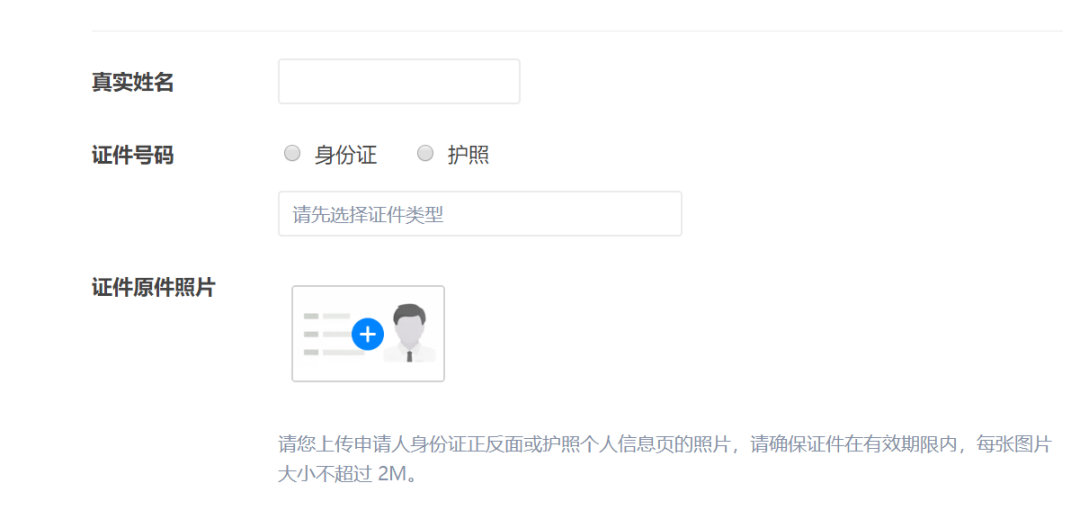 真实姓名
证件号码
身份证 护照
请先选择证件类型
证件原件照片
请您上传申请人身份证正反面或护照个人信息页的照片，请确保证件在有效期限内，每张图片
大小不超过 2M。